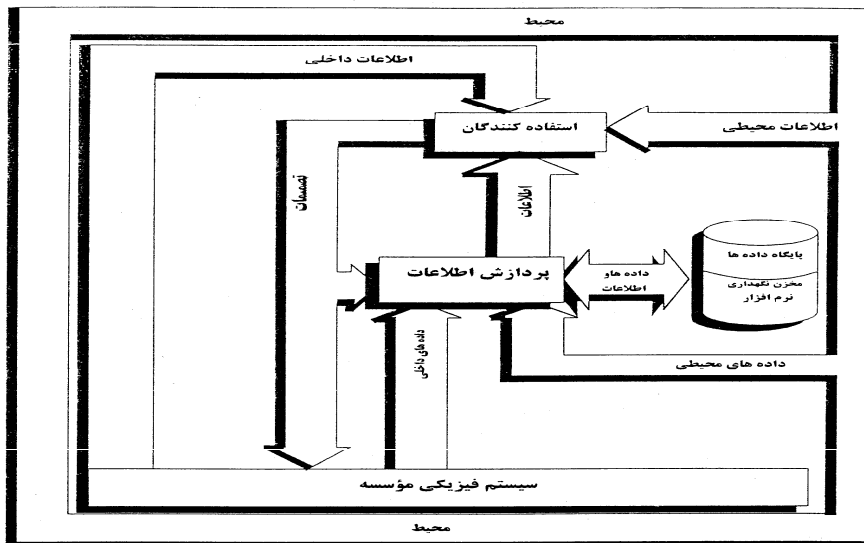 محیط
اطلاعات داخلی
استفاده کنندگان
اطلاعات محیطی
تصمیمات
اطلاعات
پایگاه داده ها
مخزن نگهداری
نرم افزار
پردازش اطلاعات
داده هاو
اطلاعات
داده های داخلی
داده های محیطی
سیستم فیزیکی مؤسسه
محیط